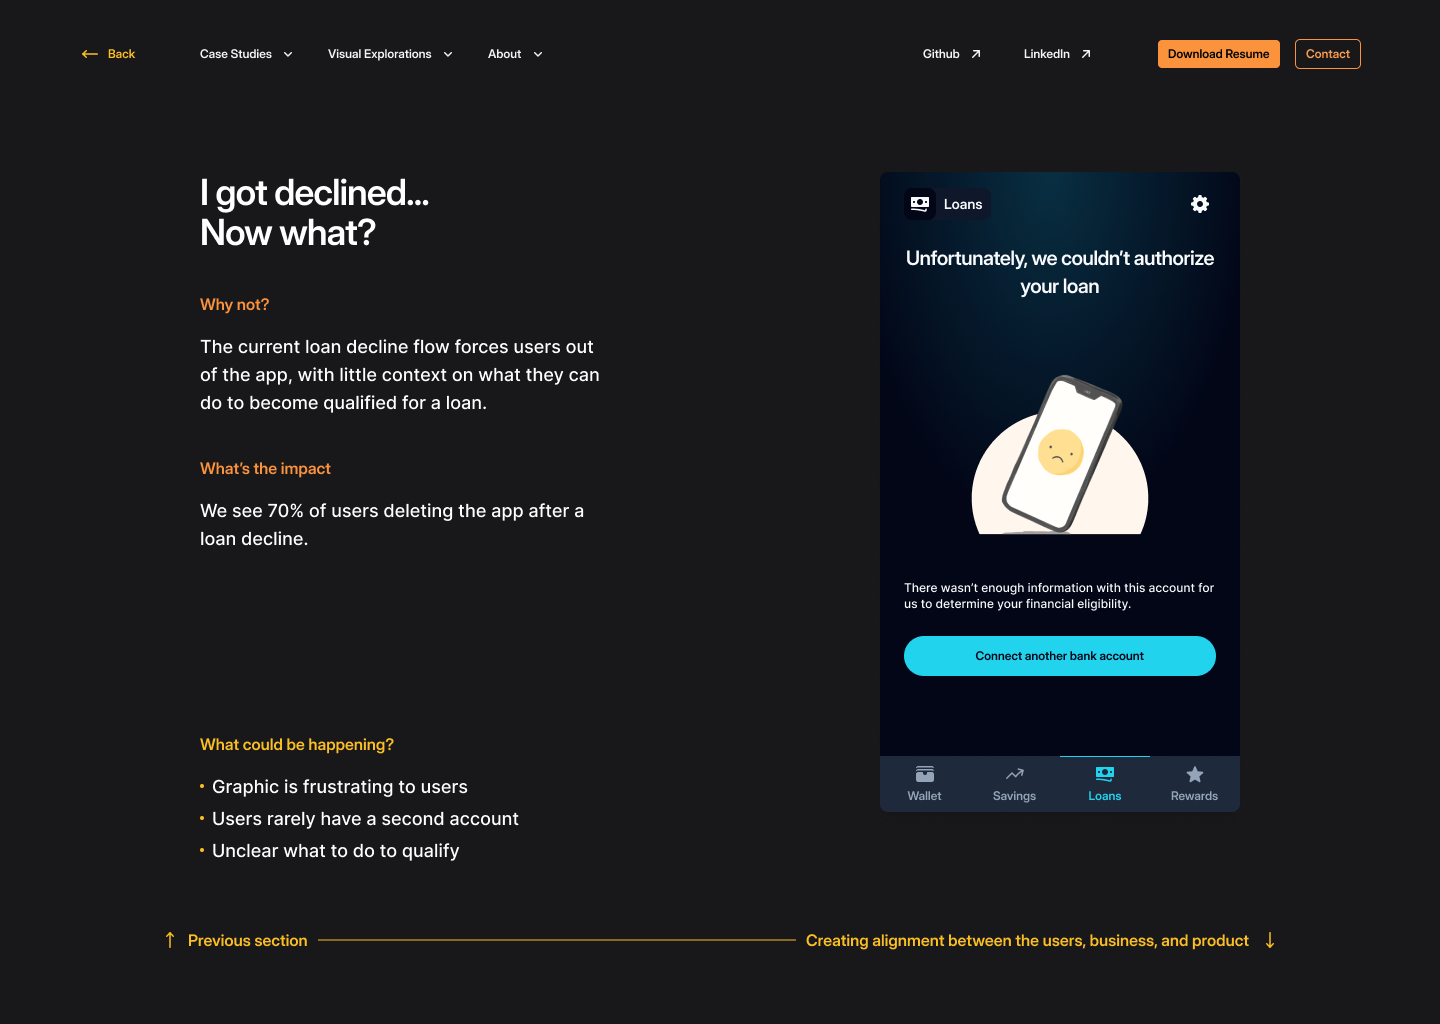 Back
Case Studies
Visual Explorations
About
Github
LinkedIn
Download Resume
Contact
I got declined...
Now what?
Why not?
The current loan decline flow forces users out
of the app, with little context on what they can
do to become qualified for a loan.
What’s the impact
We see 70% of users deleting the app after a
loan decline.
What could be happening?
• Graphic is frustrating to users
• Users rarely have a second account
• Unclear what to do to qualify
Loans
Unfortunately, we couldn’t authorize
your loan
There wasn’t enough information with this account for
us to determine your financial eligibility.
Connect another bank account
Wallet
Savings
Loans
Rewards
Previous section
Creating alignment between the users, business, and product